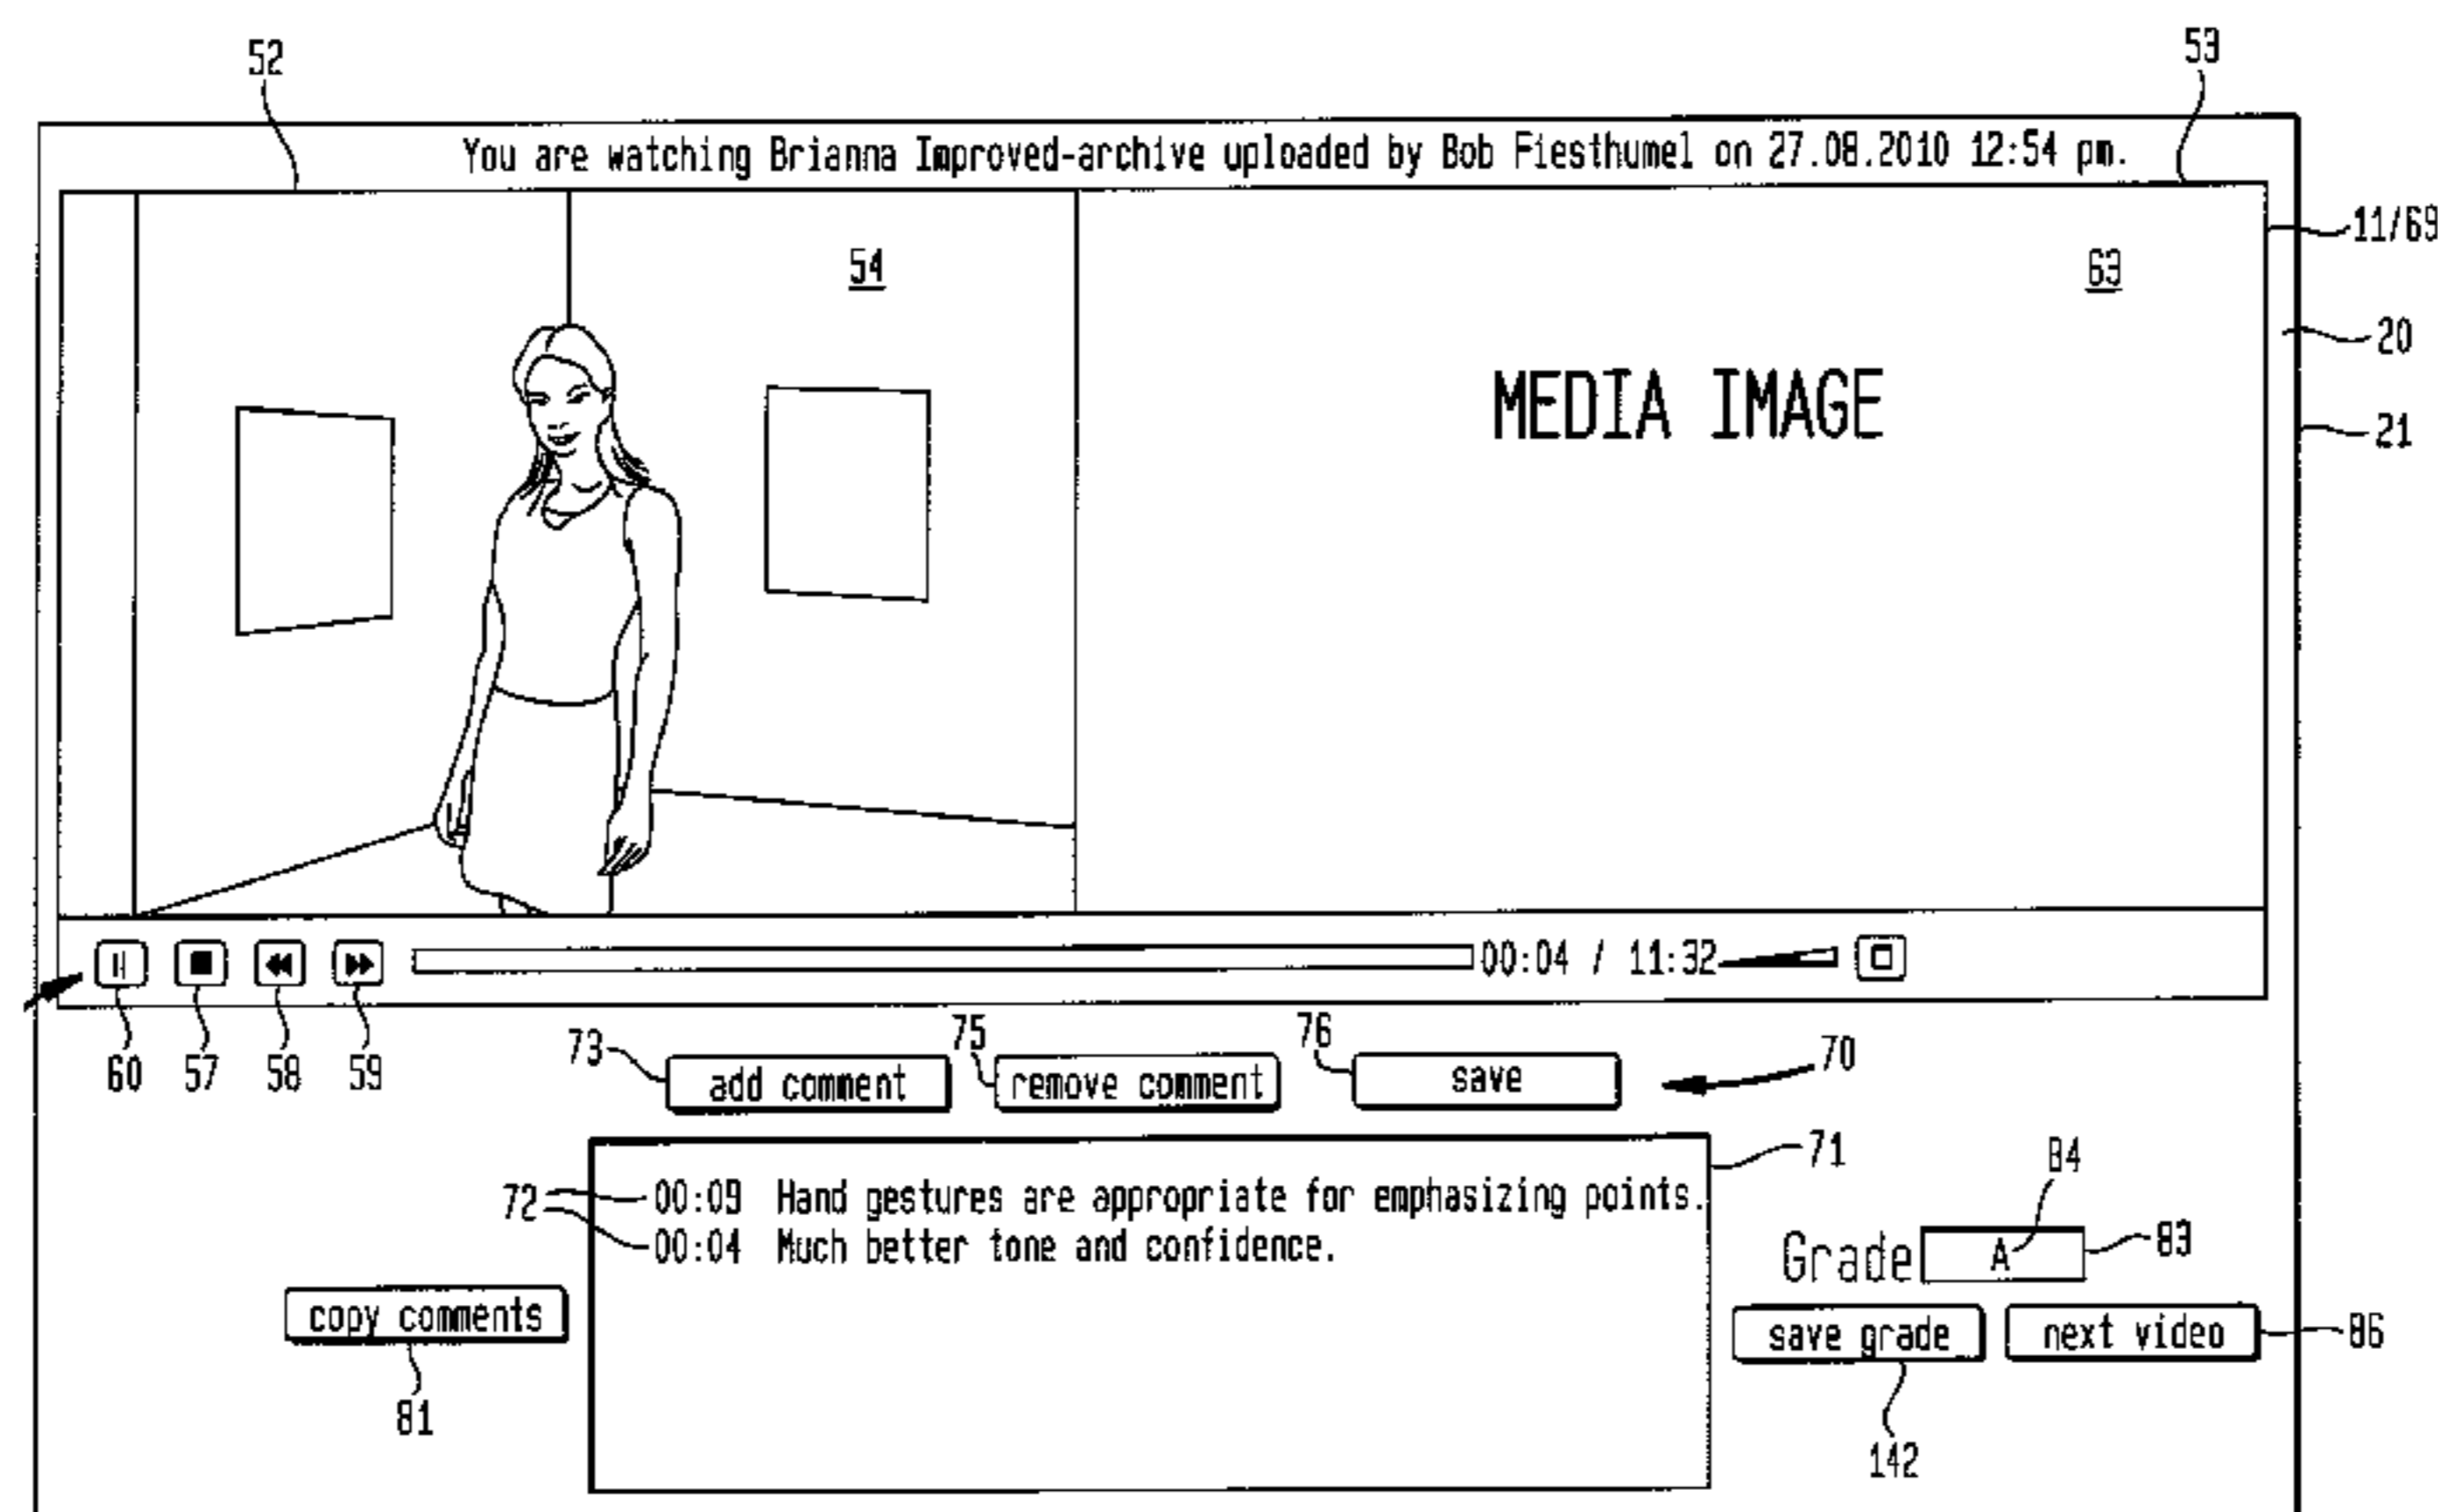 52
53
You are watching Brianna Improved-archive uploaded by Bob Fiesthumel on 27.08.2010 12:54 pm.
11/69
54
63
20
MEDIA IMAGE
21
00:04 / 11:32
60 57 58 59
73 75 76 70
add comment remove comment save
71
84
72 00:09 Hand gestures are appropriate for emphasizing points.
00:04 Much better tone and confidence.
Grade A 83
copy comments
save grade next video 86
81
142